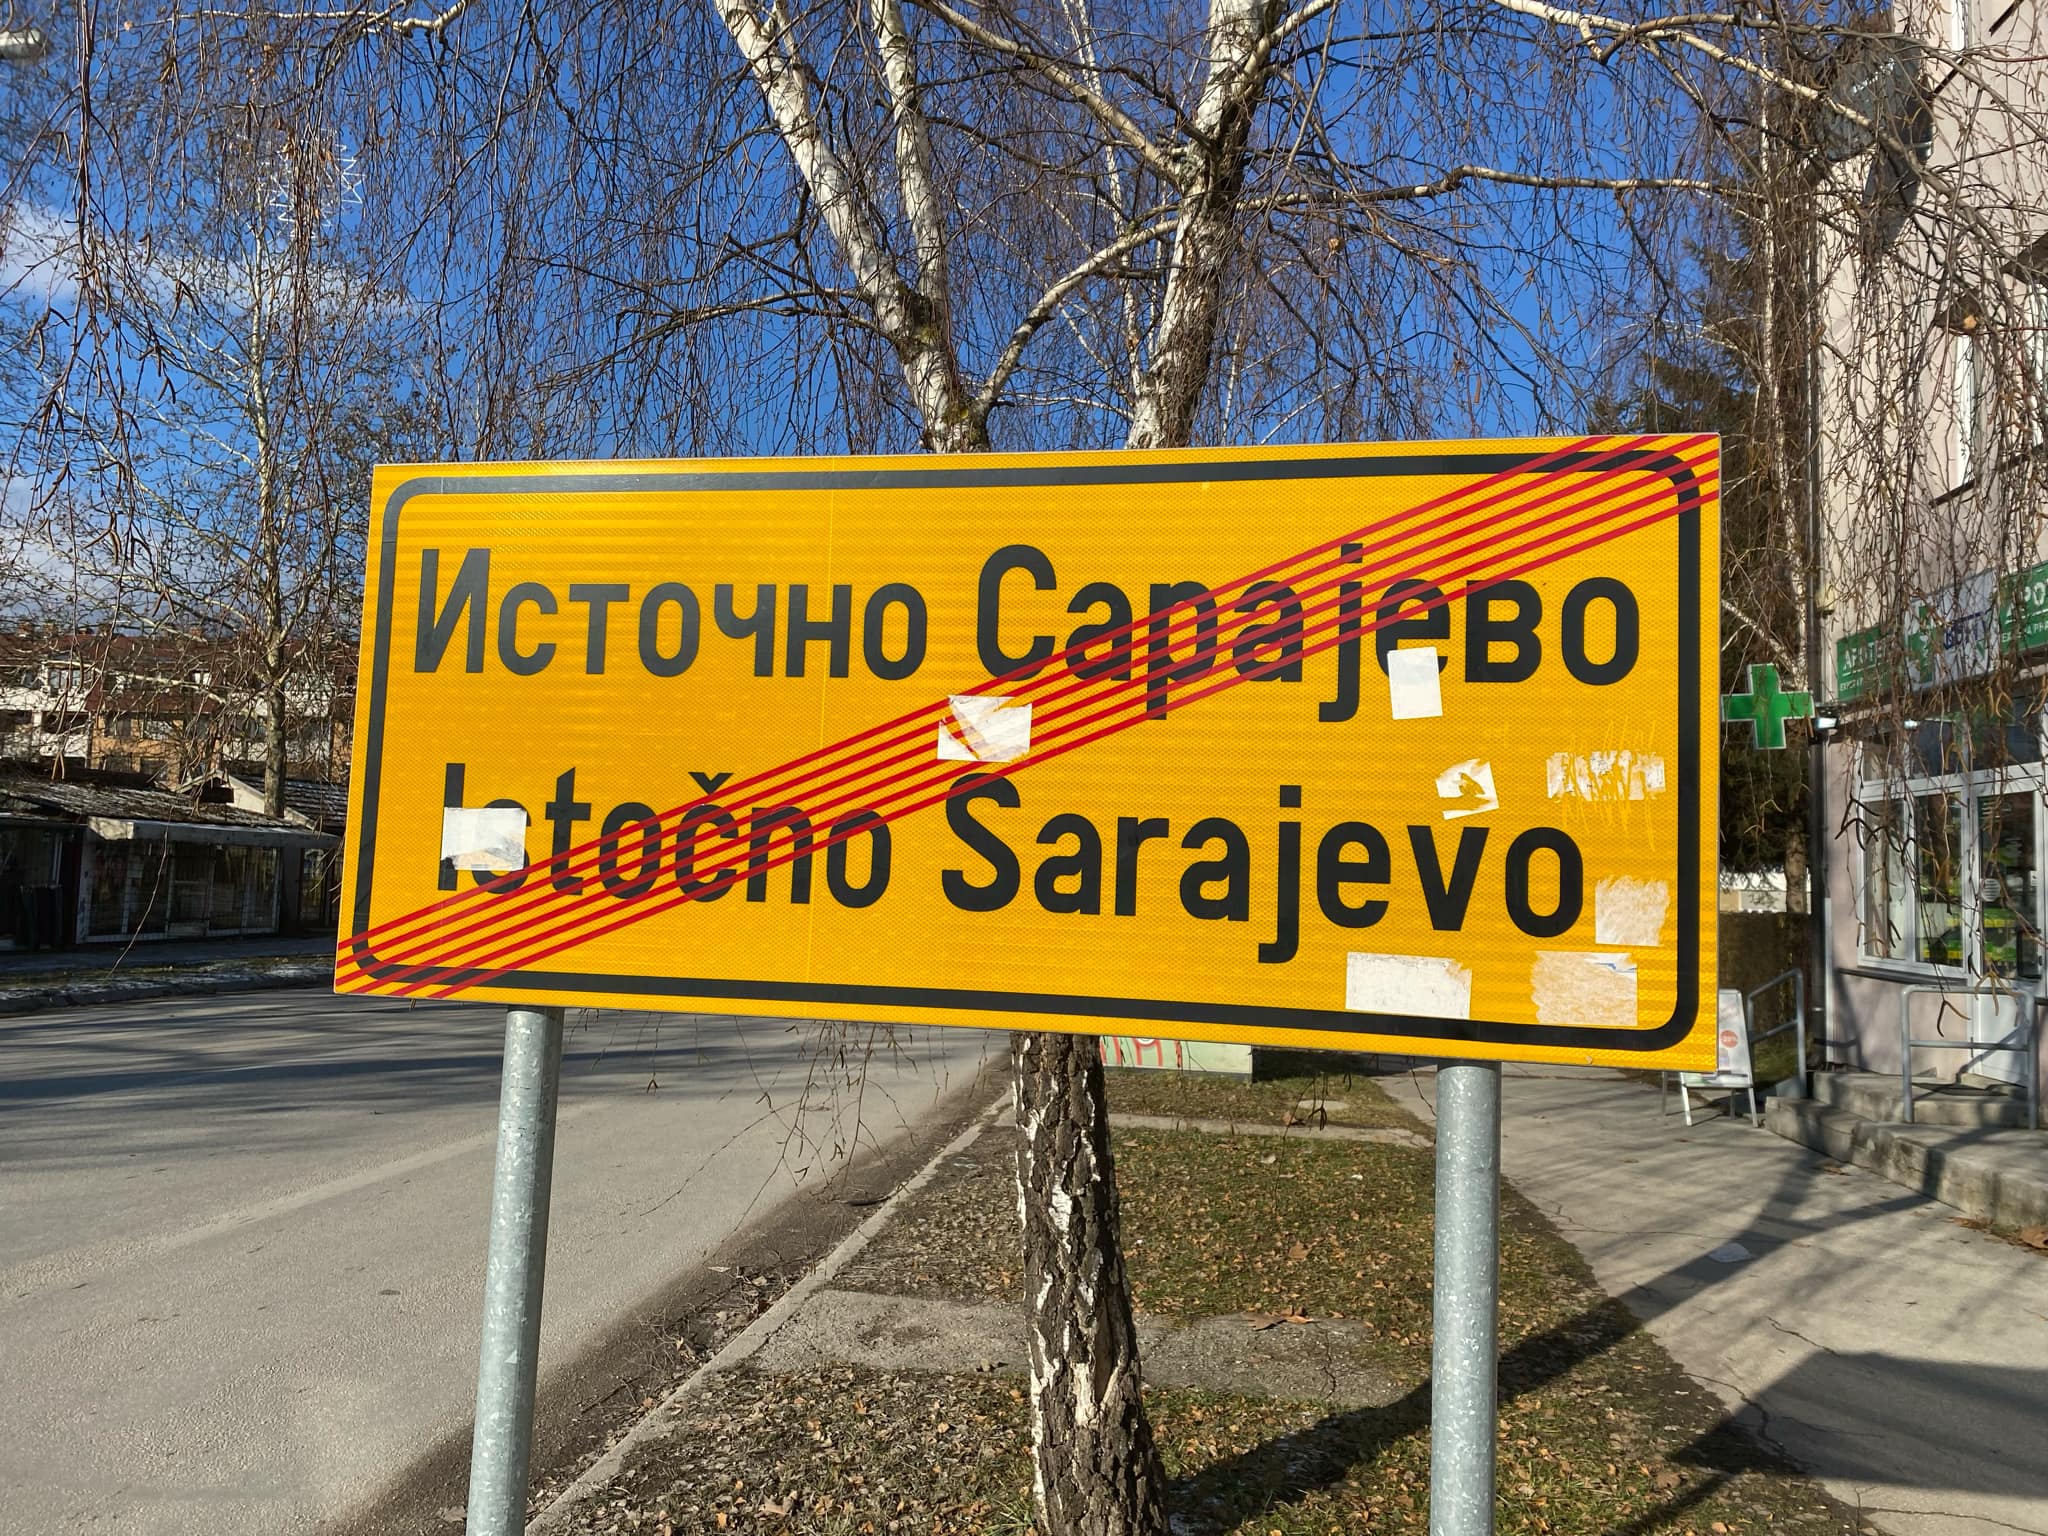 Источно Сарајево
Istočno Sarajevo